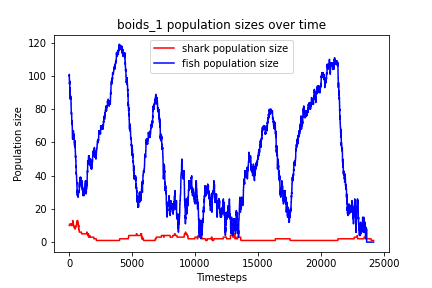 boids_1 population sizes over time
shark population size
fish population size
Population size
120
100
80
60
40
20
0
0
5000
10000
15000
20000
25000
Timesteps